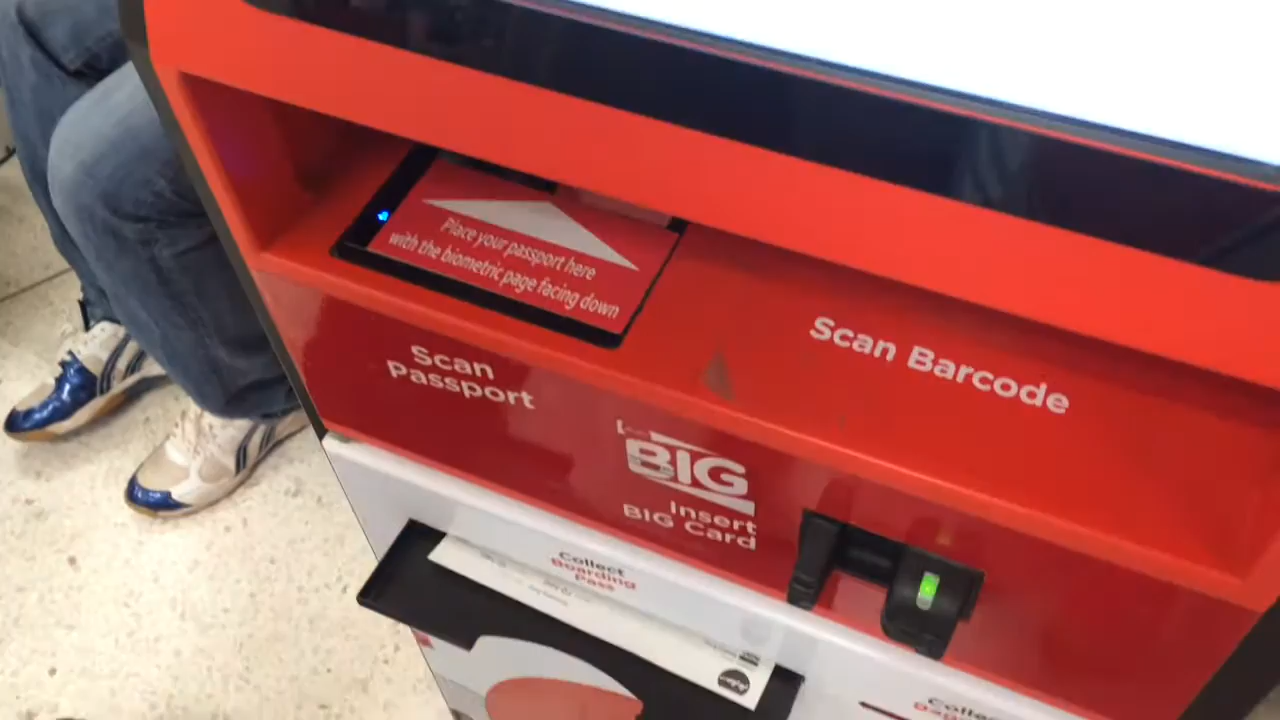 Place your passport here
with the biometric page facing down
Scan
passport
Scan Barcode
BIG
Insert
BIG Card
Collect
Boarding
Pass
Collect